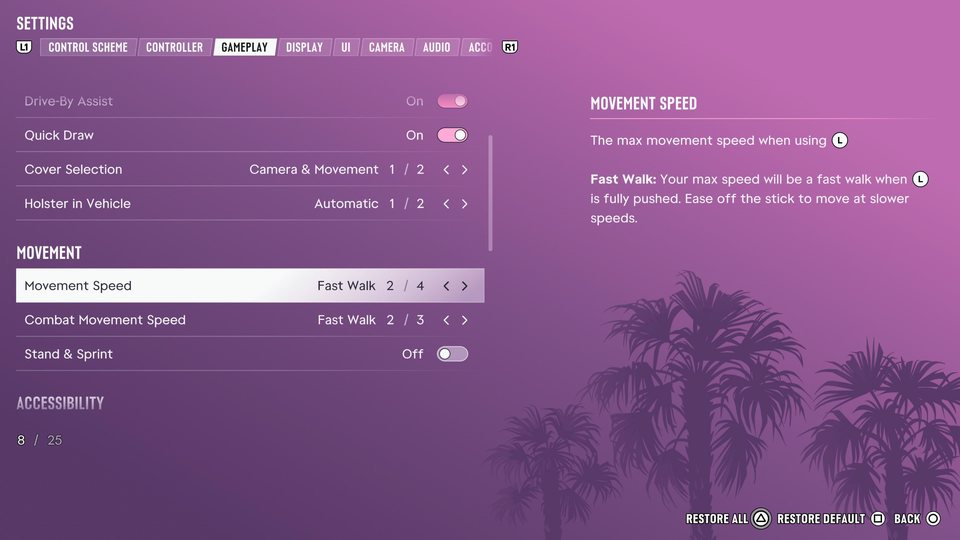 SETTINGS
L1 CONTROL SCHEME CONTROLLER GAMEPLAY DISPLAY UI CAMERA AUDIO ACCO R1
Drive-By Assist On
Quick Draw On
Cover Selection Camera & Movement 1 / 2
Holster in Vehicle Automatic 1 / 2
MOVEMENT
Movement Speed Fast Walk 2 / 4
Combat Movement Speed Fast Walk 2 / 3
Stand & Sprint Off
ACCESSIBILITY
8 / 25
MOVEMENT SPEED
The max movement speed when using L
Fast Walk: Your max speed will be a fast walk when L
is fully pushed. Ease off the stick to move at slower
speeds.
RESTORE ALL RESTORE DEFAULT BACK